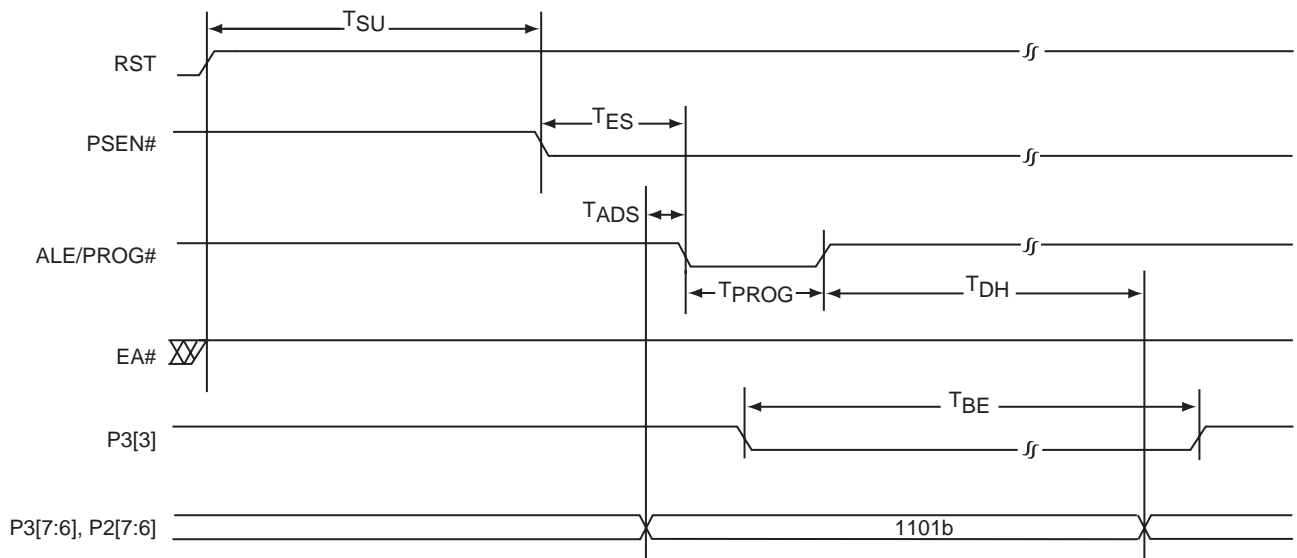 TSU
RST
TES
PSEN#
TADS
ALE/PROG#
TPROG
TDH
EA#
TBE
P3[3]
P3[7:6], P2[7:6]
1101b